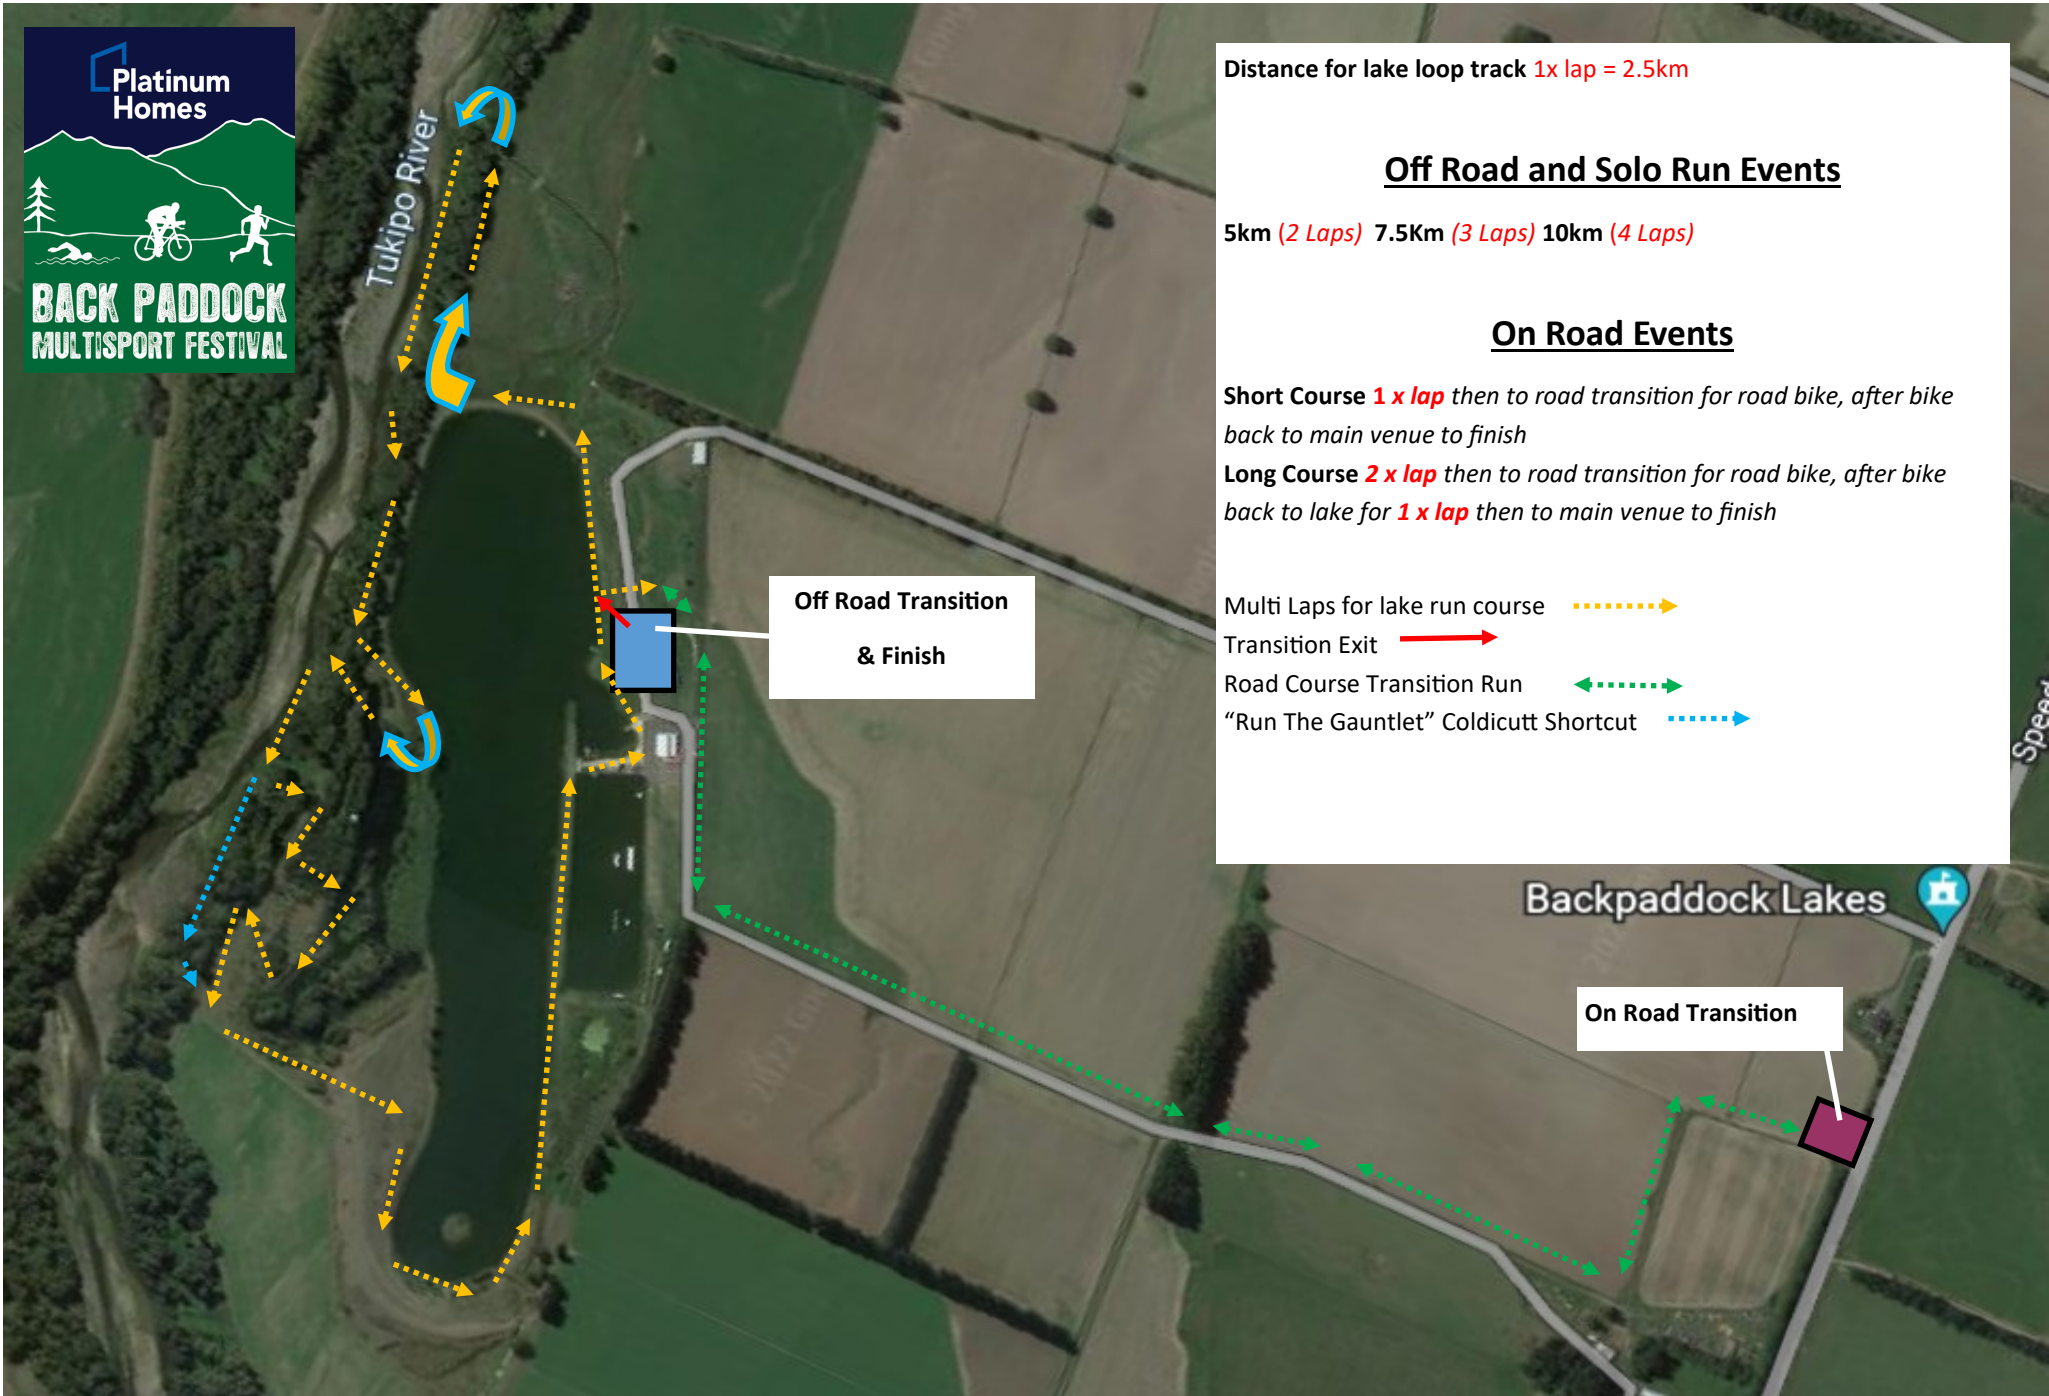 Platinum
Homes
BACK PADDOCK
MULTISPORT FESTIVAL
Tukipo River
Distance for lake loop track 1x lap = 2.5km
Off Road and Solo Run Events
5km (2 Laps) 7.5Km (3 Laps) 10km (4 Laps)
On Road Events
Short Course 1 x lap then to road transition for road bike, after bike
back to main venue to finish
Long Course 2 x lap then to road transition for road bike, after bike
back to lake for 1 x lap then to main venue to finish
Multi Laps for lake run course
Transition Exit
Road Course Transition Run
“Run The Gauntlet” Coldicutt Shortcut
Off Road Transition
& Finish
Speed
Backpaddock Lakes
On Road Transition